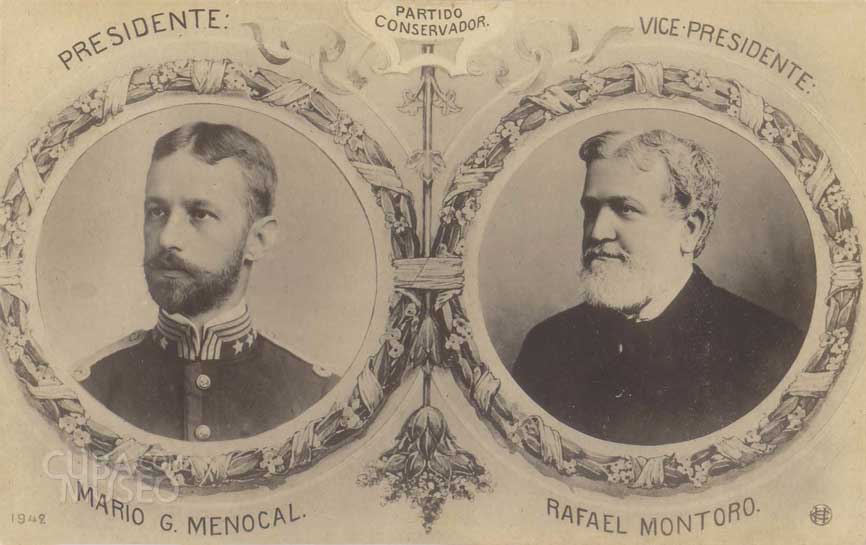 PARTIDO
CONSERVADOR.
PRESIDENTE:
VICE-PRESIDENTE:
MARIO G. MENOCAL.
RAFAEL MONTORO.
CUBA
MUSEO
1942